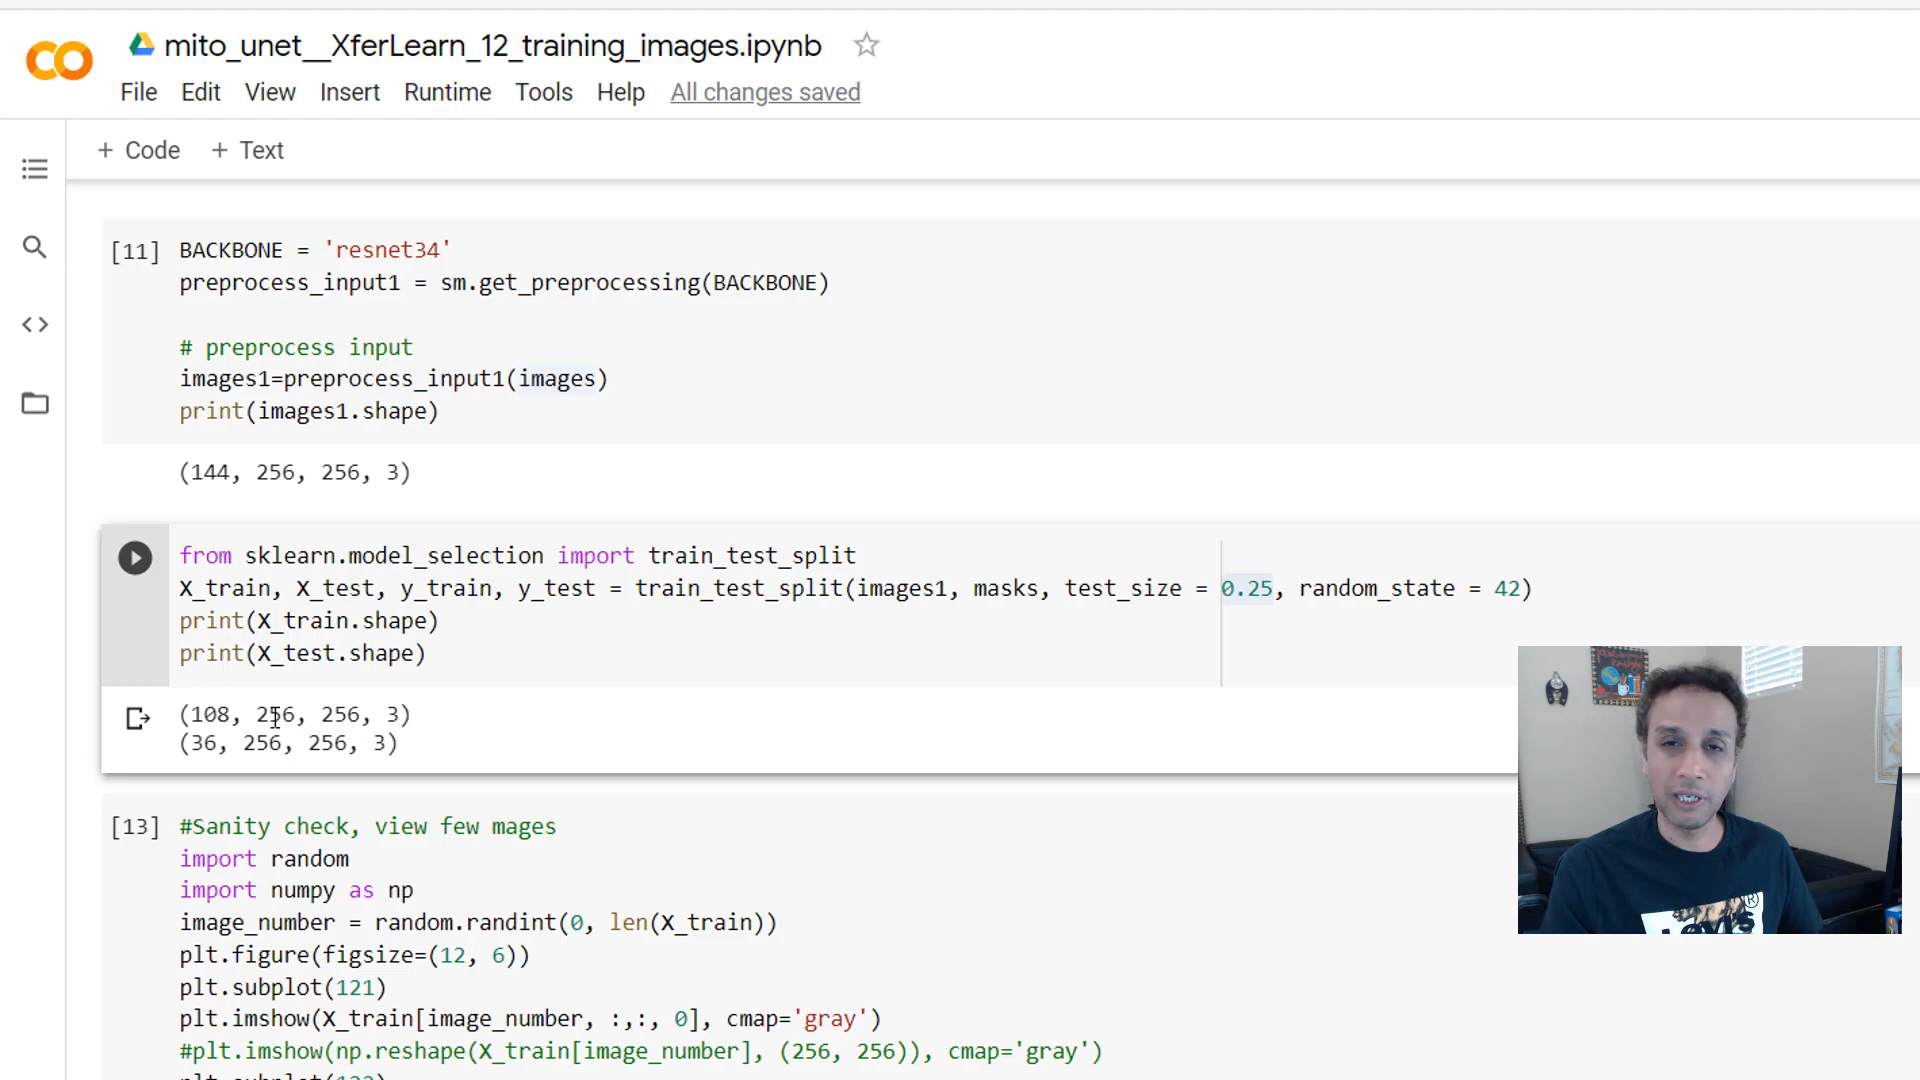 mito_unet__XferLearn_12_training_images.ipynb
File Edit View Insert Runtime Tools Help All changes saved
+ Code + Text
[11] BACKBONE = 'resnet34'
preprocess_input1 = sm.get_preprocessing(BACKBONE)
# preprocess input
images1=preprocess_input1(images)
print(images1.shape)
(144, 256, 256, 3)
from sklearn.model_selection import train_test_split
X_train, X_test, y_train, y_test = train_test_split(images1, masks, test_size = 0.25, random_state = 42)
print(X_train.shape)
print(X_test.shape)
(108, 256, 256, 3)
(36, 256, 256, 3)
[13] #Sanity check, view few mages
import random
import numpy as np
image_number = random.randint(0, len(X_train))
plt.figure(figsize=(12, 6))
plt.subplot(121)
plt.imshow(X_train[image_number, :,:, 0], cmap='gray')
#plt.imshow(np.reshape(X_train[image_number], (256, 256)), cmap='gray')